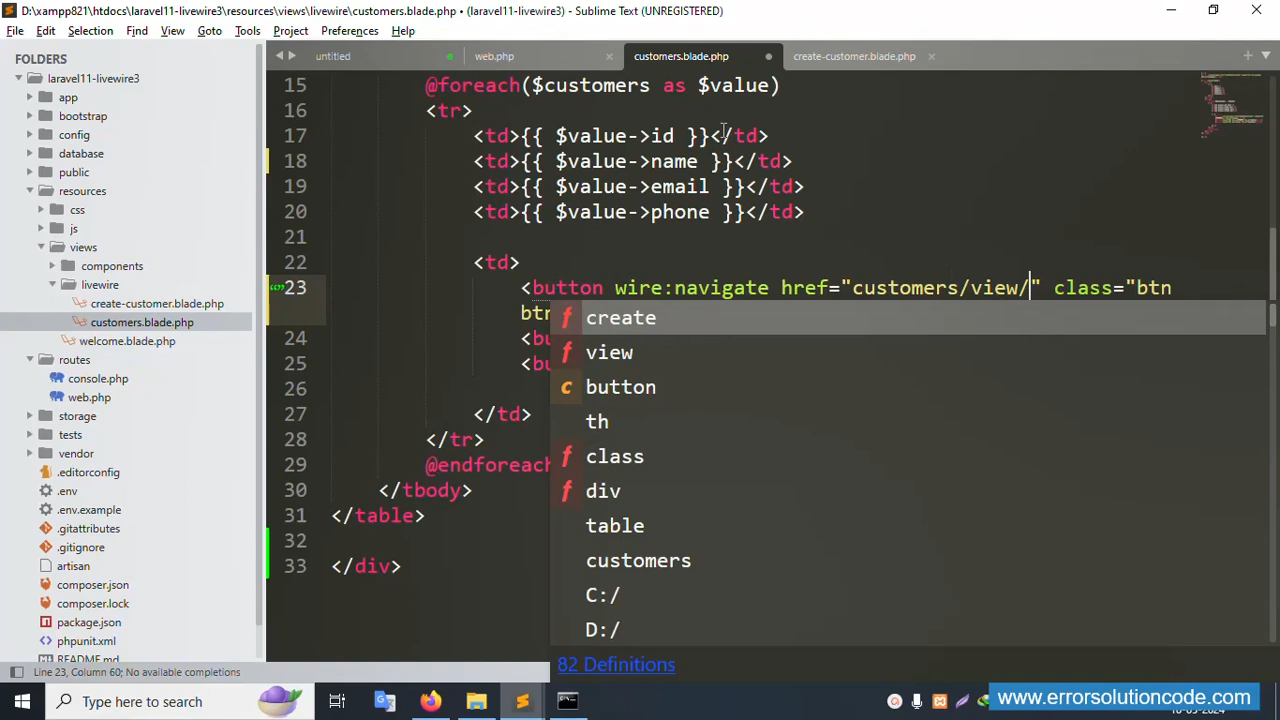 D:\xampp821\htdocs\laravel11-livewire3\resources\views\livewire\customers.blade.php • (laravel11-livewire3) - Sublime Text (UNREGISTERED)
File Edit Selection Find View Goto Tools Project Preferences Help
FOLDERS
laravel11-livewire3
app
bootstrap
config
database
public
resources
css
js
views
components
livewire
create-customer.blade.php
customers.blade.php
welcome.blade.php
routes
console.php
web.php
storage
tests
vendor
.editorconfig
.env
.env.example
.gitattributes
.gitignore
artisan
composer.json
composer.lock
package.json
phpunit.xml
README.md
untitled
web.php
customers.blade.php
create-customer.blade.php
15 @foreach($customers as $value)
16 <tr>
17 <td>{{ $value->id }}</td>
18 <td>{{ $value->name }}</td>
19 <td>{{ $value->email }}</td>
20 <td>{{ $value->phone }}</td>
21
22 <td>
23 <button wire:navigate href="customers/view/" class="btn
24 <bu
25 <bu
26
27 </td>
28 </tr>
29 @endforeach
30 </tbody>
31 </table>
32
33 </div>
f create
f view
c button
th
f class
f div
table
customers
C:/
D:/
82 Definitions
Line 23, Column 60; No available completions
Type here to search
www.errorsolutioncode.com